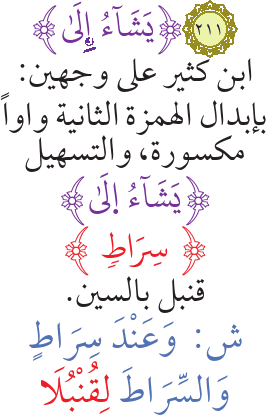 ٢١١ ﴿يَشَآءُ إِلَىٰ﴾
ابن كثير على وجهين:
بإبدال الهمزة الثانية واواً
مكسورة، والتسهيل
﴿يَشَآءُ ا۪لَىٰ﴾
﴿سِرَاطٍ﴾
قنبل بالسين.
ش: وَعَنْدَ سِرَاطٍ
وَالسِّرَاطَ لِقُنْبُلَا